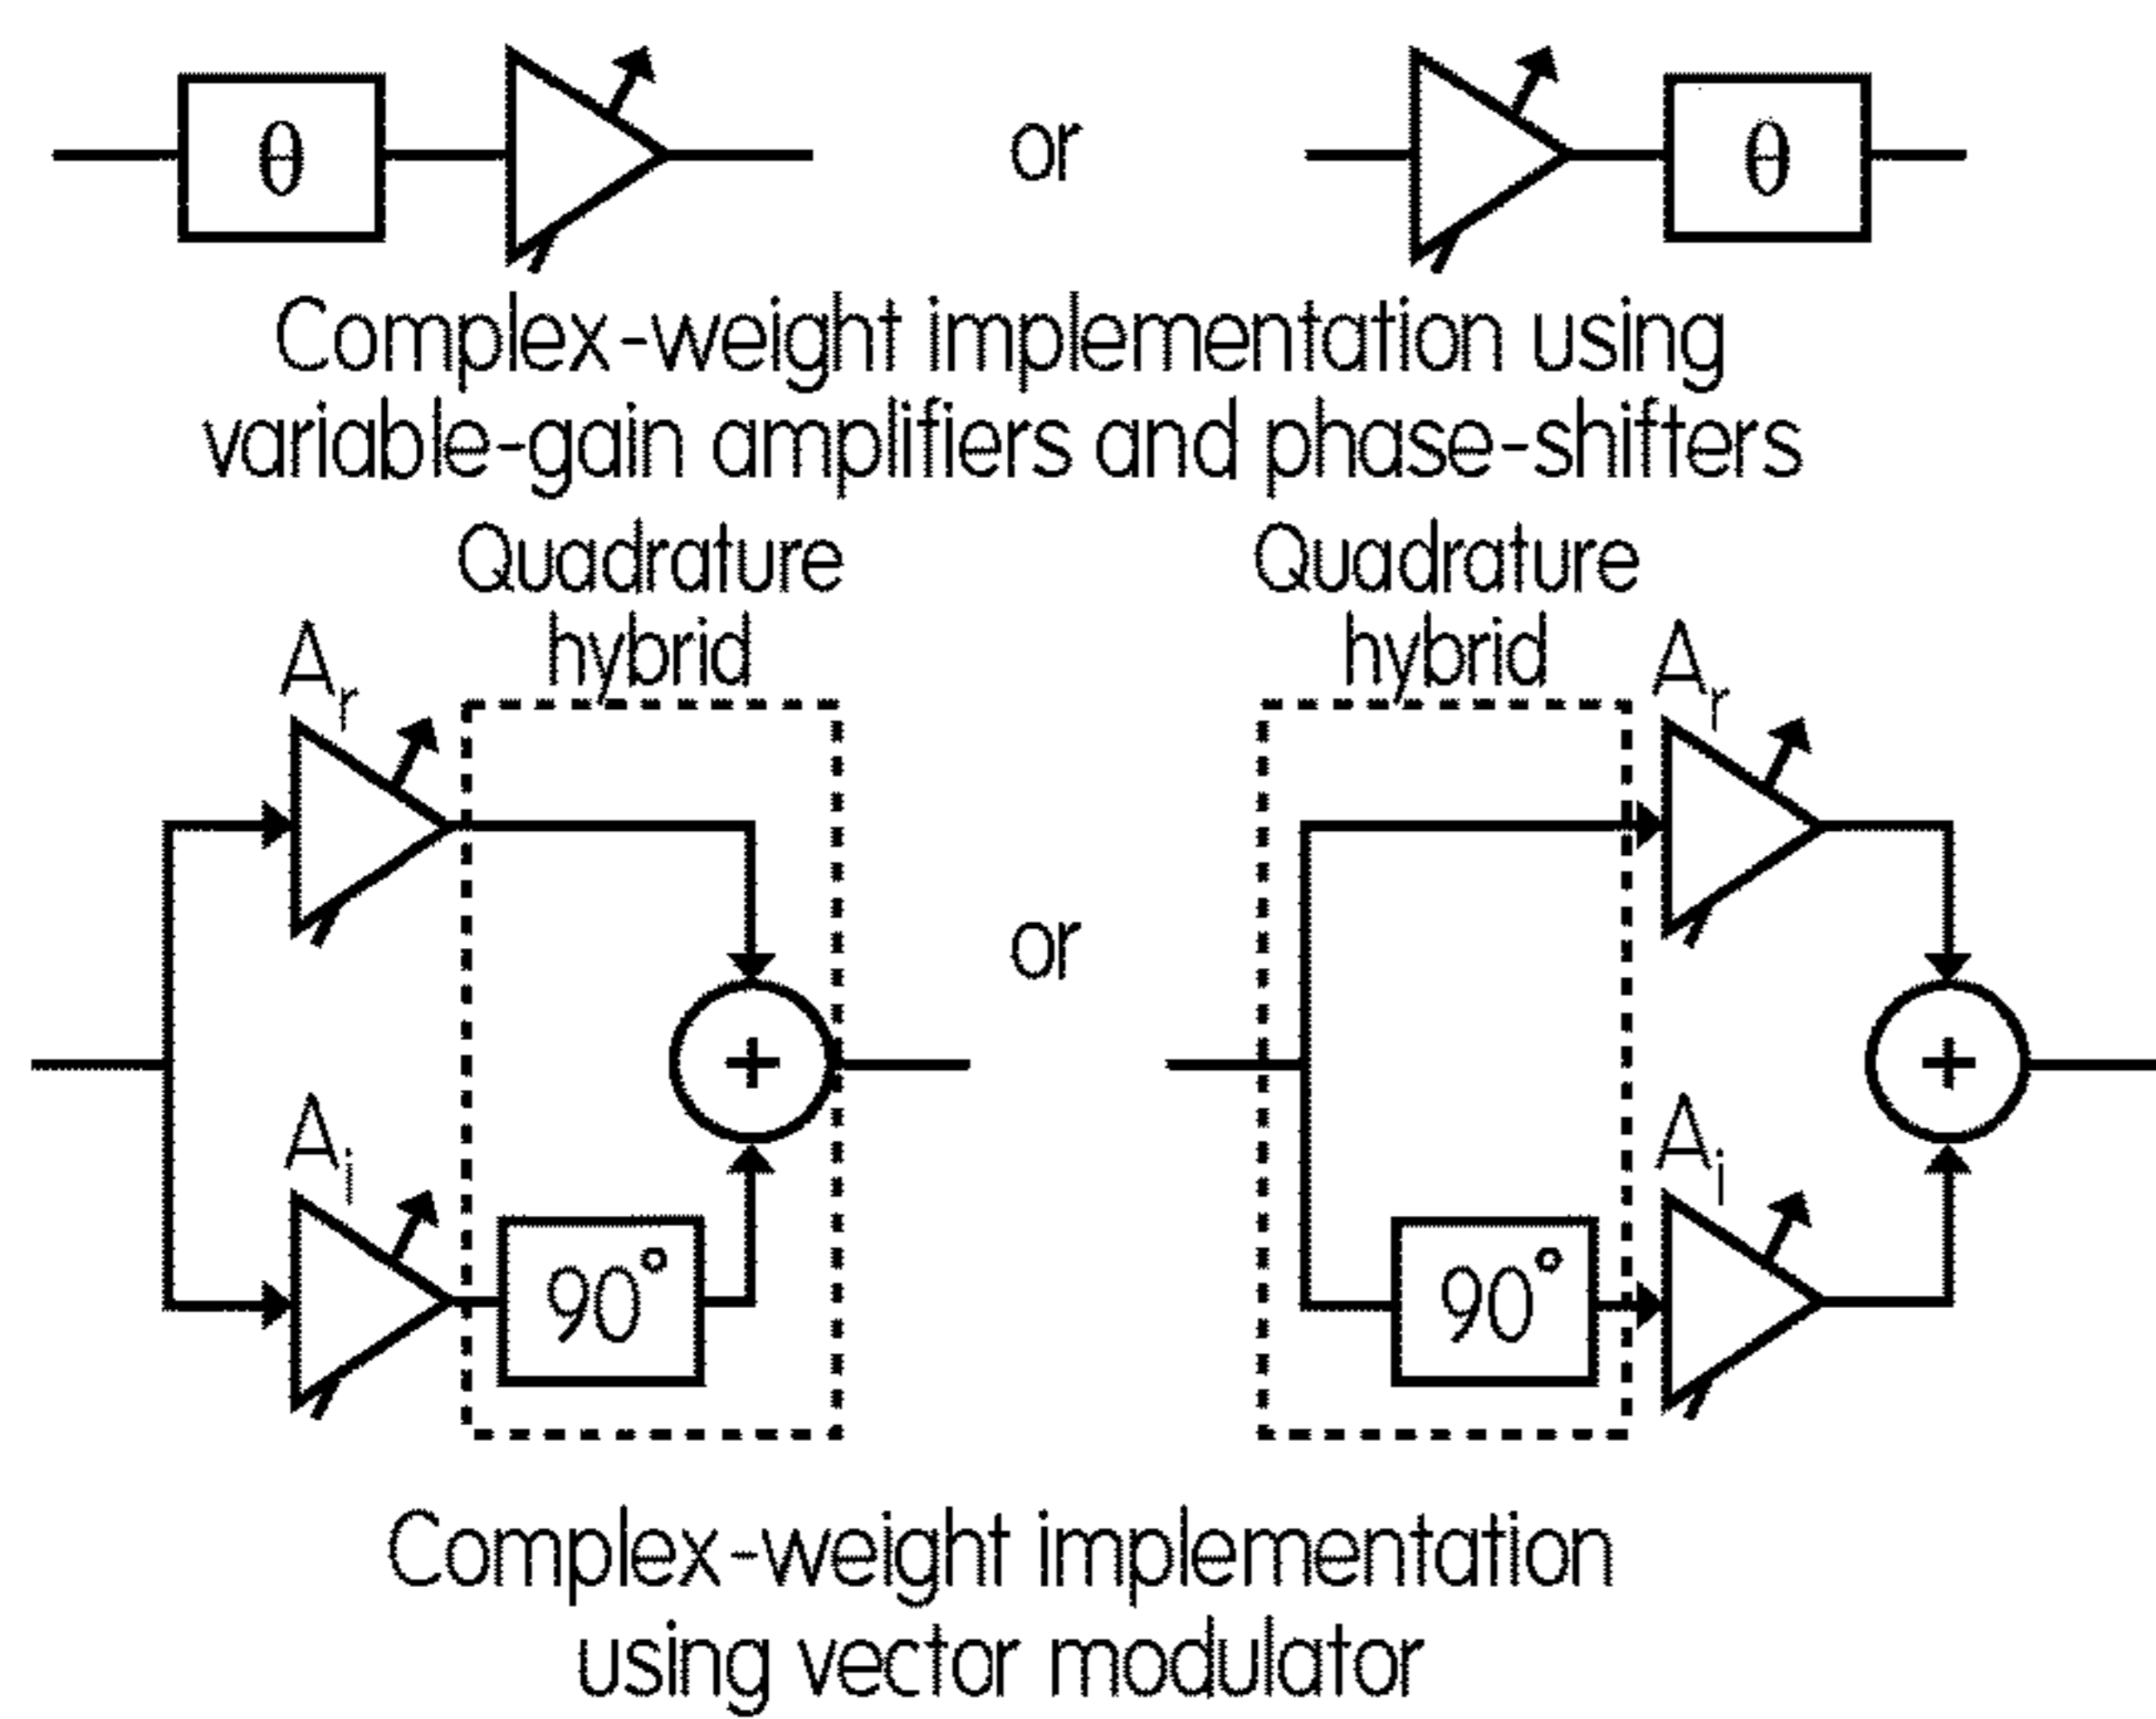 θ
or
θ
Complex-weight implementation using
variable-gain amplifiers and phase-shifters
Quadrature
hybrid
Quadrature
hybrid
Ar
Ar
or
+
+
Ai
Ai
90°
90°
Complex-weight implementation
using vector modulator